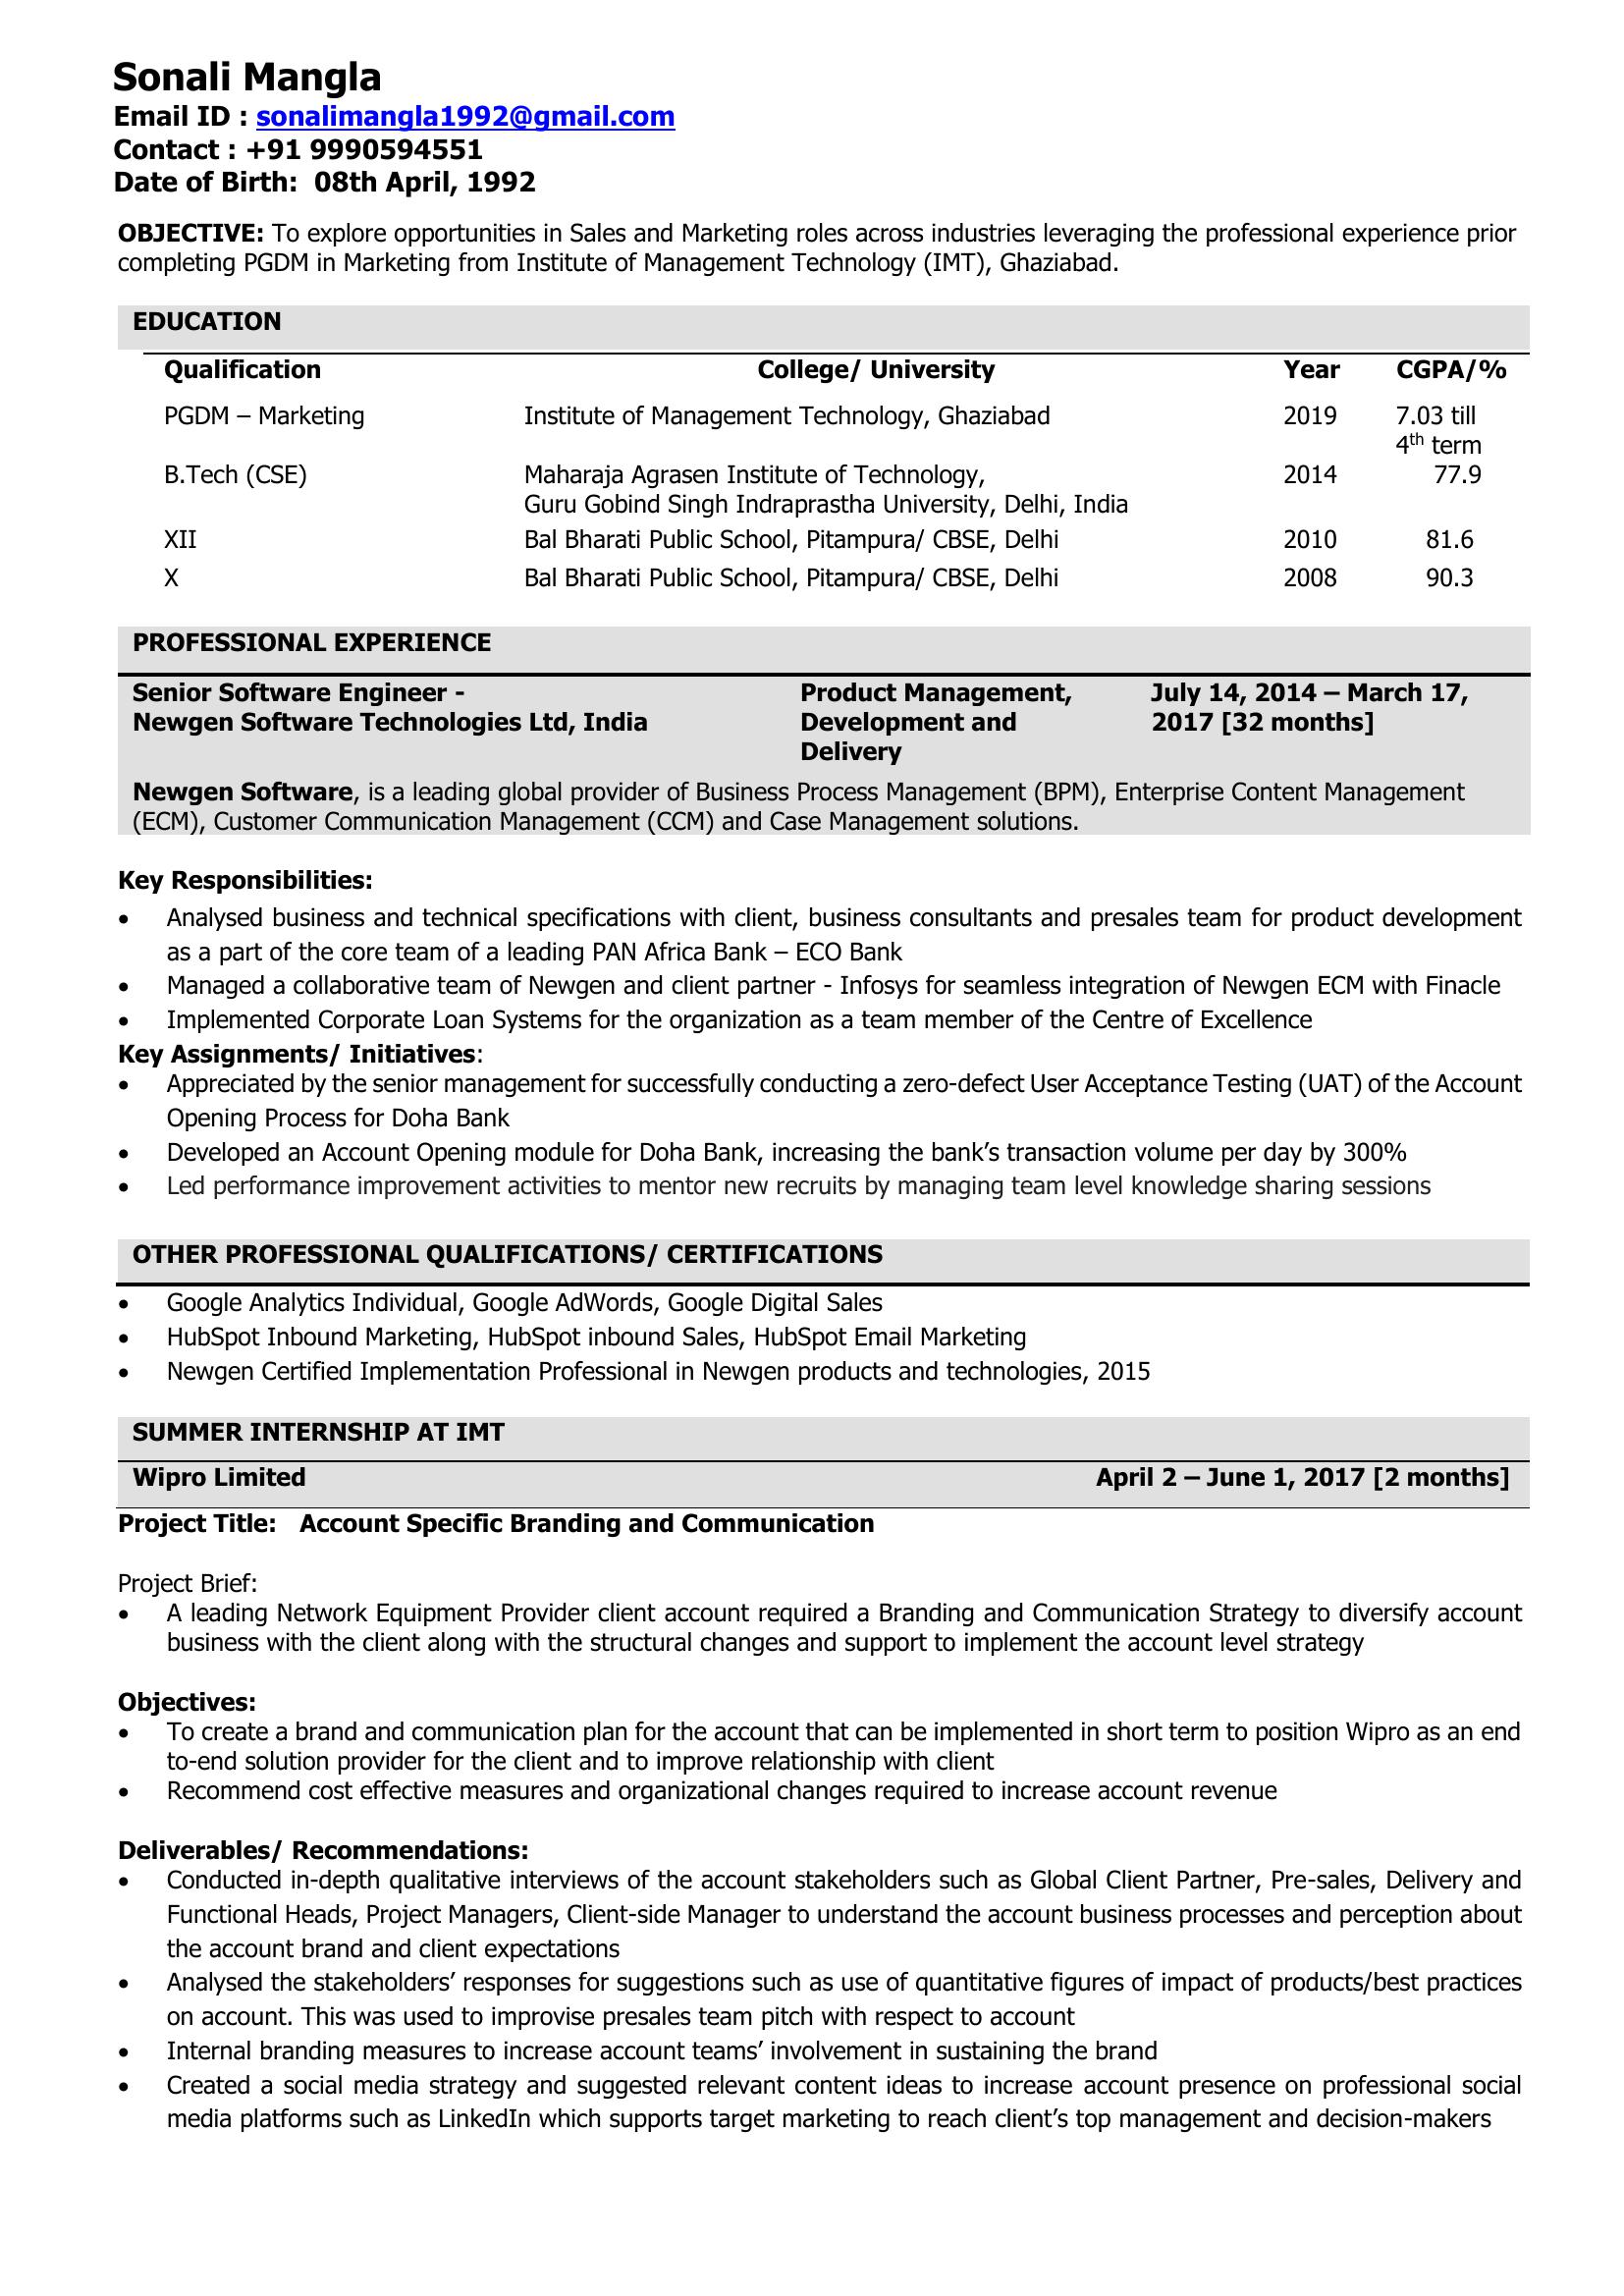 Sonali Mangla
Email ID : sonalimangla1992@gmail.com
Contact : +91 9990594551
Date of Birth:  08th April, 1992
OBJECTIVE: To explore opportunities in Sales and Marketing roles across industries leveraging the professional experience prior
completing PGDM in Marketing from Institute of Management Technology (IMT), Ghaziabad.
EDUCATION
Qualification College/ University Year CGPA/%
PGDM – Marketing Institute of Management Technology, Ghaziabad 2019 7.03 till
4th term
B.Tech (CSE) Maharaja Agrasen Institute of Technology, 2014 77.9
Guru Gobind Singh Indraprastha University, Delhi, India
XII Bal Bharati Public School, Pitampura/ CBSE, Delhi 2010 81.6
X Bal Bharati Public School, Pitampura/ CBSE, Delhi 2008 90.3
PROFESSIONAL EXPERIENCE
Senior Software Engineer - Product Management, July 14, 2014 – March 17,
Newgen Software Technologies Ltd, India Development and 2017 [32 months]
Delivery
Newgen Software, is a leading global provider of Business Process Management (BPM), Enterprise Content Management
(ECM), Customer Communication Management (CCM) and Case Management solutions.
Key Responsibilities:
• Analysed business and technical specifications with client, business consultants and presales team for product development
as a part of the core team of a leading PAN Africa Bank – ECO Bank
• Managed a collaborative team of Newgen and client partner - Infosys for seamless integration of Newgen ECM with Finacle
• Implemented Corporate Loan Systems for the organization as a team member of the Centre of Excellence
Key Assignments/ Initiatives:
• Appreciated by the senior management for successfully conducting a zero-defect User Acceptance Testing (UAT) of the Account
Opening Process for Doha Bank
• Developed an Account Opening module for Doha Bank, increasing the bank’s transaction volume per day by 300%
• Led performance improvement activities to mentor new recruits by managing team level knowledge sharing sessions
OTHER PROFESSIONAL QUALIFICATIONS/ CERTIFICATIONS
• Google Analytics Individual, Google AdWords, Google Digital Sales
• HubSpot Inbound Marketing, HubSpot inbound Sales, HubSpot Email Marketing
• Newgen Certified Implementation Professional in Newgen products and technologies, 2015
SUMMER INTERNSHIP AT IMT
Wipro Limited April 2 – June 1, 2017 [2 months]
Project Title:   Account Specific Branding and Communication
Project Brief:
• A leading Network Equipment Provider client account required a Branding and Communication Strategy to diversify account
business with the client along with the structural changes and support to implement the account level strategy
Objectives:
• To create a brand and communication plan for the account that can be implemented in short term to position Wipro as an end
to-end solution provider for the client and to improve relationship with client
• Recommend cost effective measures and organizational changes required to increase account revenue
Deliverables/ Recommendations:
• Conducted in-depth qualitative interviews of the account stakeholders such as Global Client Partner, Pre-sales, Delivery and
Functional Heads, Project Managers, Client-side Manager to understand the account business processes and perception about
the account brand and client expectations
• Analysed the stakeholders’ responses for suggestions such as use of quantitative figures of impact of products/best practices
on account. This was used to improvise presales team pitch with respect to account
• Internal branding measures to increase account teams’ involvement in sustaining the brand
• Created a social media strategy and suggested relevant content ideas to increase account presence on professional social
media platforms such as LinkedIn which supports target marketing to reach client’s top management and decision-makers